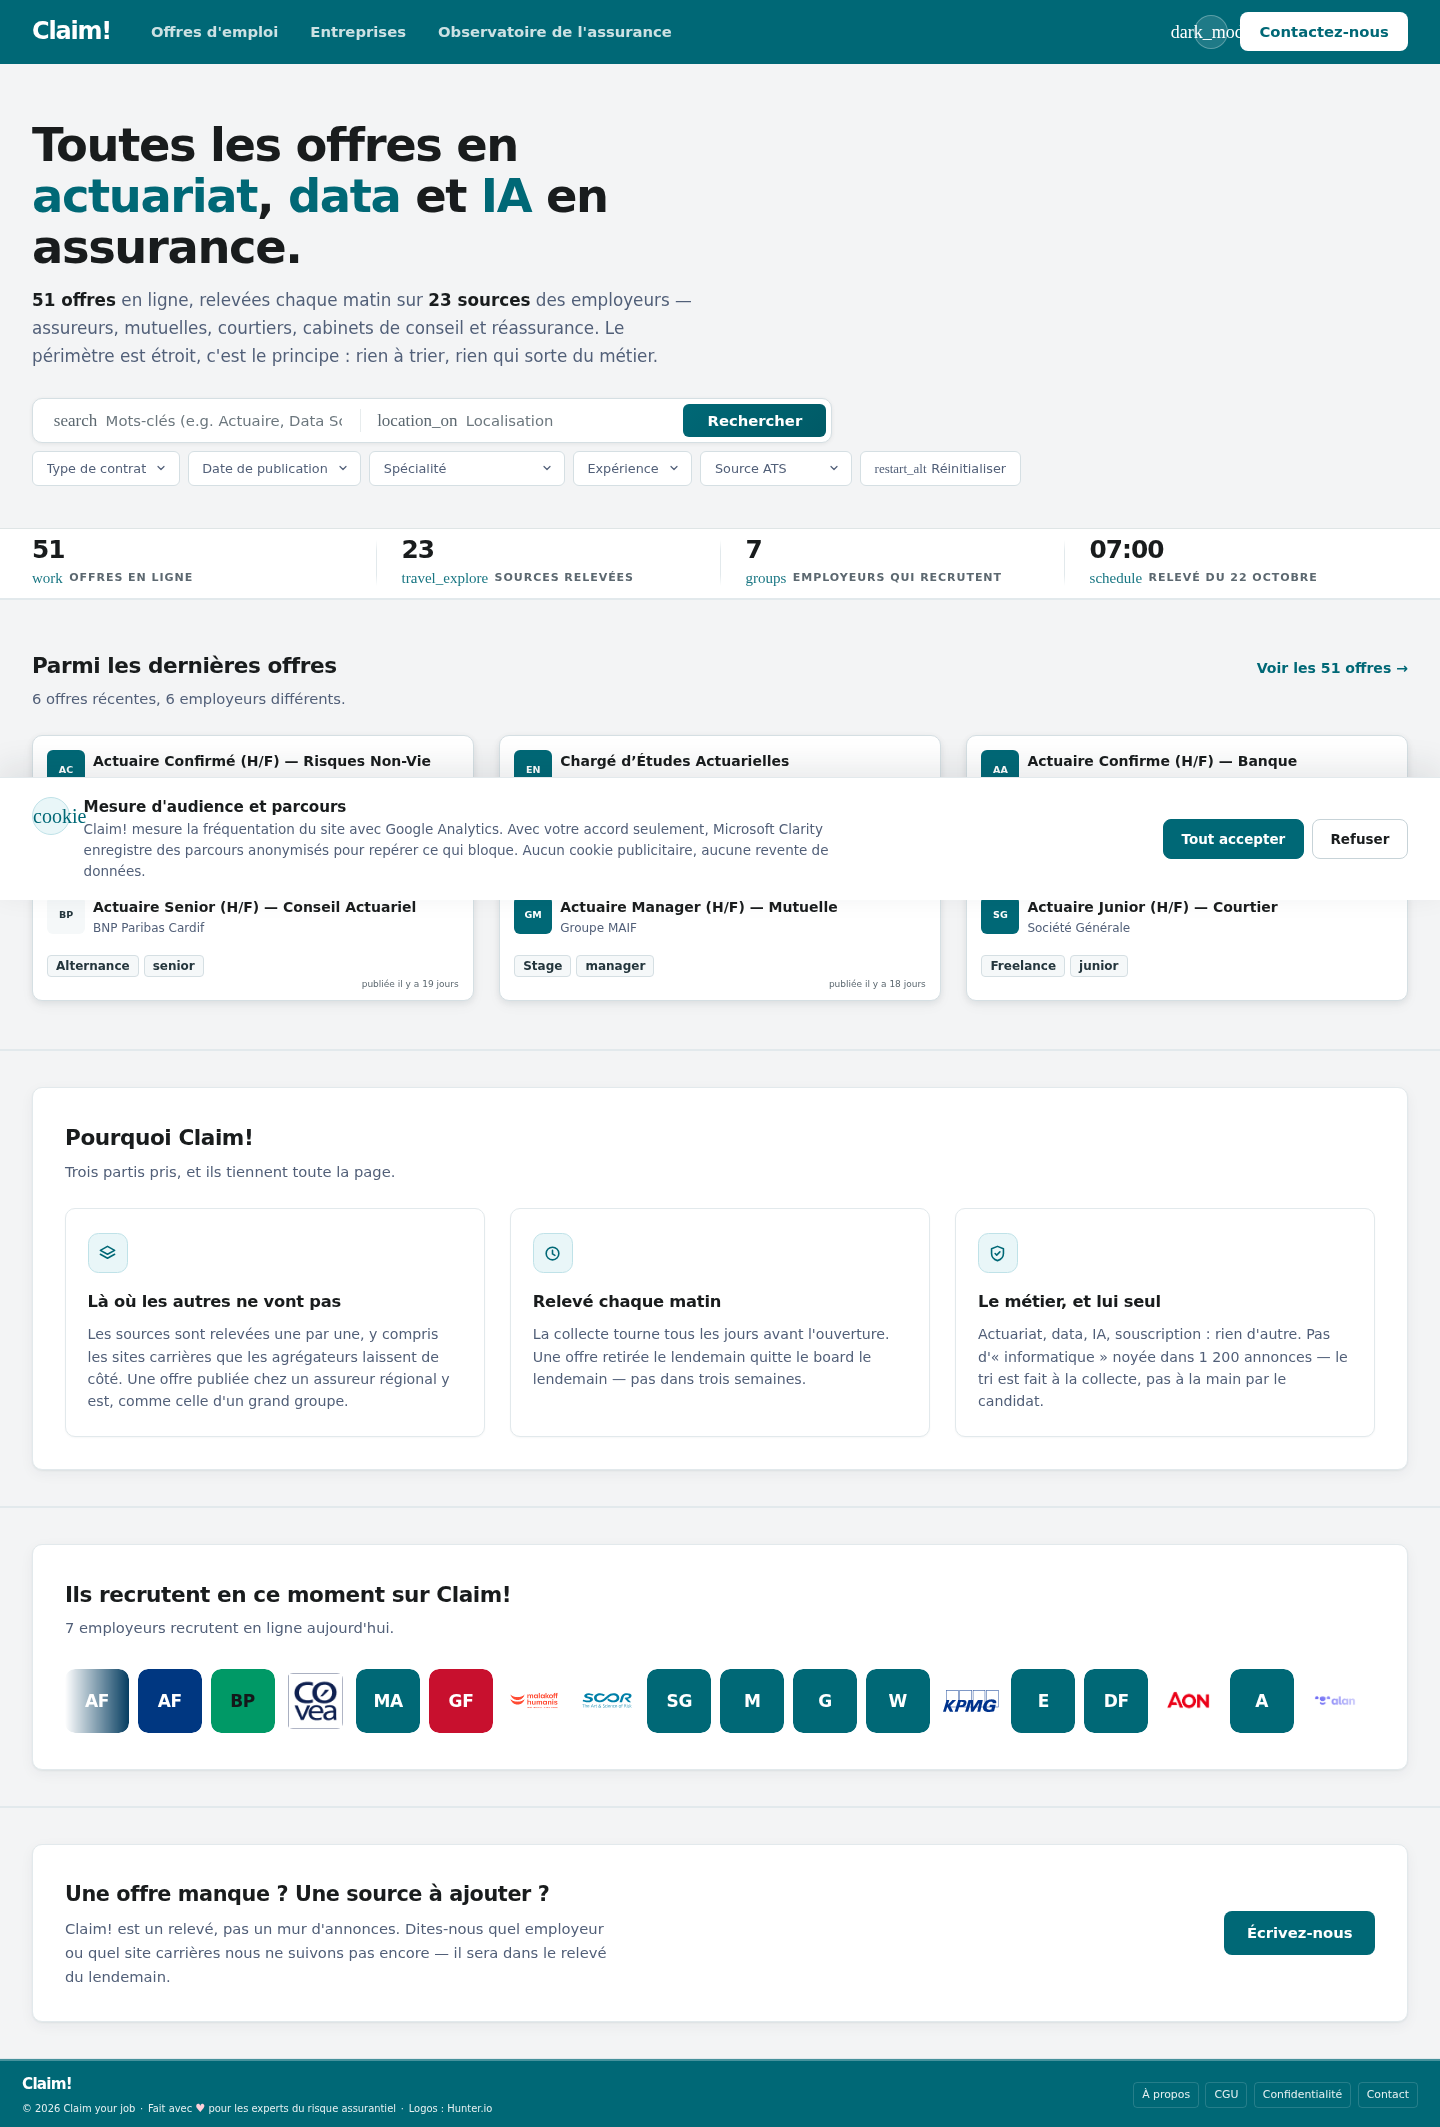 Claim!
Offres d'emploi
Entreprises
Observatoire de l'assurance
Contactez-nous
Toutes les offres en
actuariat, data et IA en
assurance.
51 offres en ligne, relevées chaque matin sur 23 sources des employeurs —
assureurs, mutuelles, courtiers, cabinets de conseil et réassurance. Le
périmètre est étroit, c'est le principe : rien à trier, rien qui sorte du métier.
search Mots-clés (e.g. Actuaire, Data Sc
location_on Localisation
Rechercher
Type de contrat
Date de publication
Spécialité
Expérience
Source ATS
restart_alt Réinitialiser
51
work OFFRES EN LIGNE
23
travel_explore SOURCES RELEVÉES
7
groups EMPLOYEURS QUI RECRUTENT
07:00
schedule RELEVÉ DU 22 OCTOBRE
Parmi les dernières offres
Voir les 51 offres →
6 offres récentes, 6 employeurs différents.
AC
Actuaire Confirmé (H/F) — Risques Non-Vie
EN
Chargé d’Études Actuarielles
AA
Actuaire Confirme (H/F) — Banque
cookie
Mesure d'audience et parcours
Claim! mesure la fréquentation du site avec Google Analytics. Avec votre accord seulement, Microsoft Clarity
enregistre des parcours anonymisés pour repérer ce qui bloque. Aucun cookie publicitaire, aucune revente de
données.
Tout accepter
Refuser
BP
Actuaire Senior (H/F) — Conseil Actuariel
BNP Paribas Cardif
Alternance
senior
publiée il y a 19 jours
GM
Actuaire Manager (H/F) — Mutuelle
Groupe MAIF
Stage
manager
publiée il y a 18 jours
SG
Actuaire Junior (H/F) — Courtier
Société Générale
Freelance
junior
Pourquoi Claim!
Trois partis pris, et ils tiennent toute la page.
Là où les autres ne vont pas
Les sources sont relevées une par une, y compris
les sites carrières que les agrégateurs laissent de
côté. Une offre publiée chez un assureur régional y
est, comme celle d'un grand groupe.
Relevé chaque matin
La collecte tourne tous les jours avant l'ouverture.
Une offre retirée le lendemain quitte le board le
lendemain — pas dans trois semaines.
Le métier, et lui seul
Actuariat, data, IA, souscription : rien d'autre. Pas
d'« informatique » noyée dans 1 200 annonces — le
tri est fait à la collecte, pas à la main par le
candidat.
Ils recrutent en ce moment sur Claim!
7 employeurs recrutent en ligne aujourd'hui.
AF
AF
BP
COVEA
MA
GF
malakoff humanis
SCOR
SG
M
G
W
KPMG
E
DF
AON
A
alan
Une offre manque ? Une source à ajouter ?
Claim! est un relevé, pas un mur d'annonces. Dites-nous quel employeur
ou quel site carrières nous ne suivons pas encore — il sera dans le relevé
du lendemain.
Écrivez-nous
Claim!
© 2026 Claim your job · Fait avec ♥ pour les experts du risque assurantiel · Logos : Hunter.io
À propos
CGU
Confidentialité
Contact